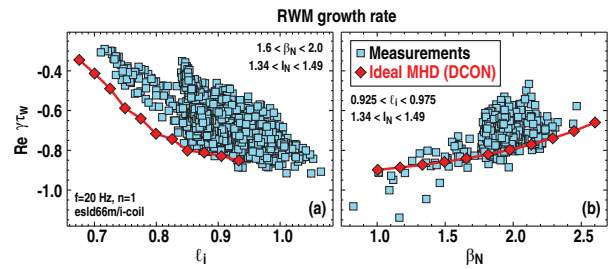 RWM growth rate
1.6 < βN < 2.0
1.34 < IN < 1.49
Re γτw
-0.4
-0.6
-0.8
-1.0
f=20 Hz, n=1
esld66m/i-coil
(a)
0.7 0.8 0.9 1.0
ℓi
Measurements
Ideal MHD (DCON)
0.925 < ℓi < 0.975
1.34 < IN < 1.49
(b)
1.0 1.5 2.0 2.5
βN